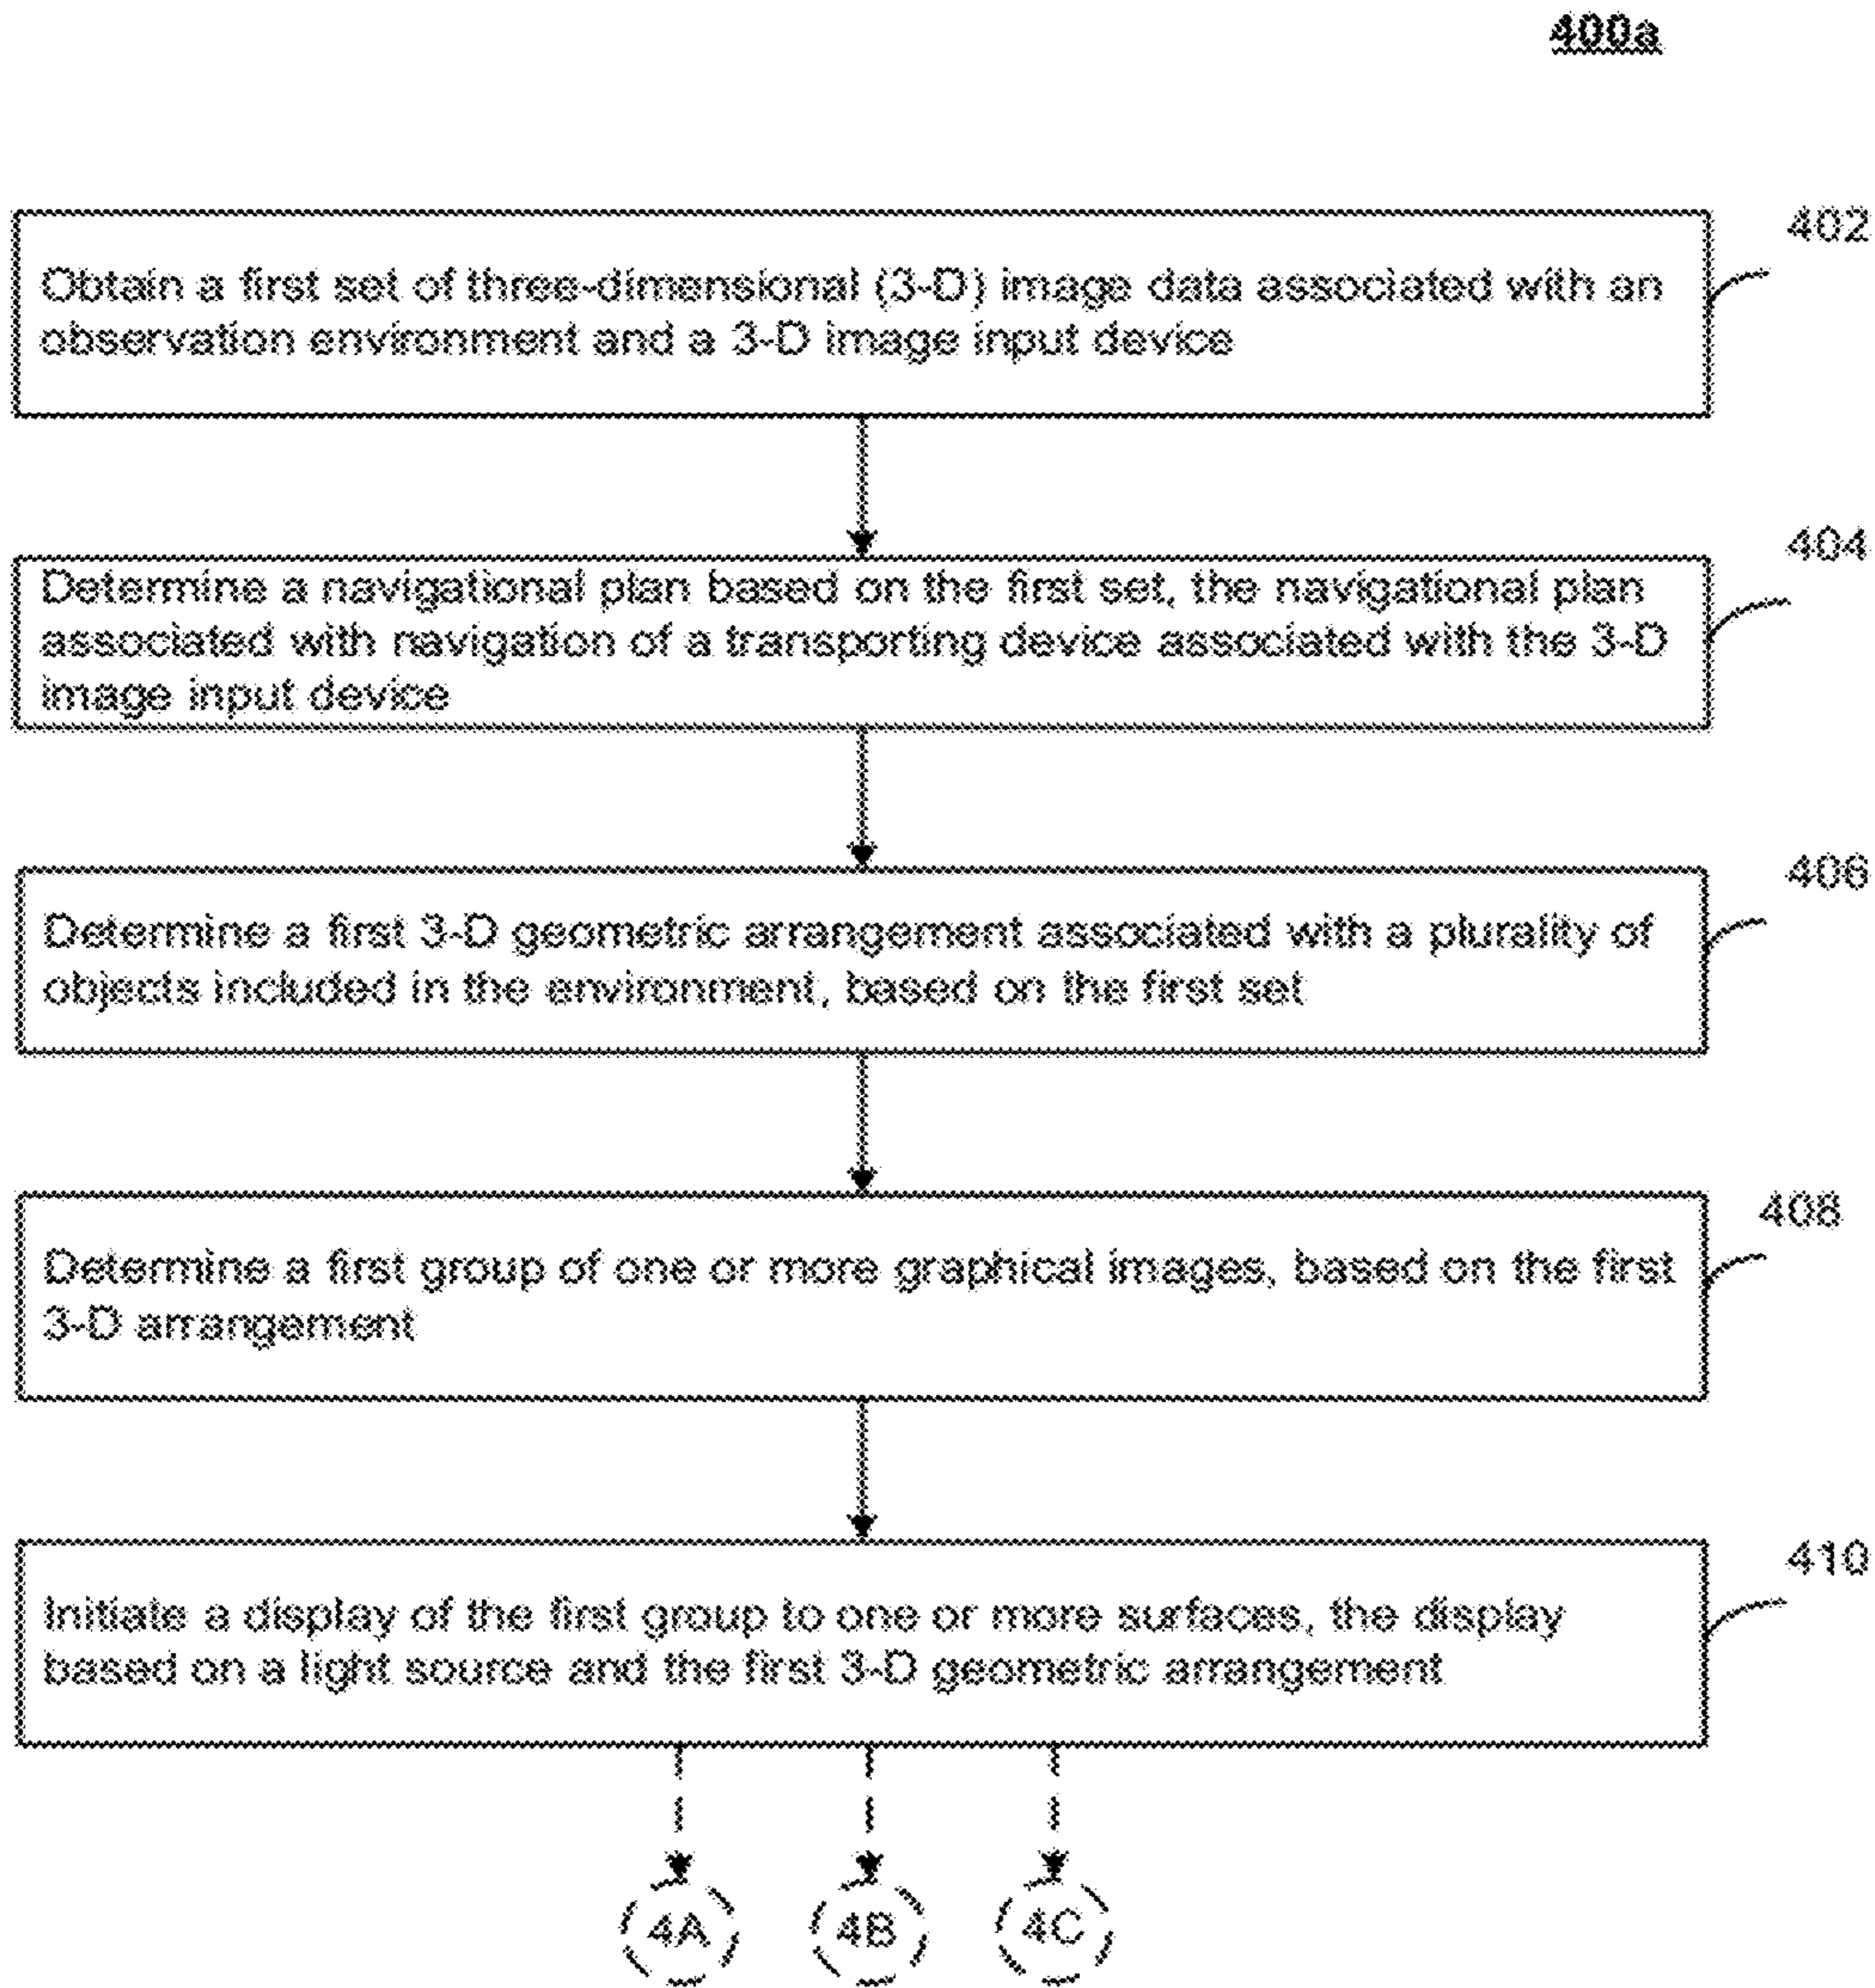 400a
402
Obtain a first set of three-dimensional (3-D) image data associated with an
observation environment and a 3-D image input device
404
Determine a navigational plan based on the first set, the navigational plan
associated with navigation of a transporting device associated with the 3-D
image input device
406
Determine a first 3-D geometric arrangement associated with a plurality of
objects included in the environment, based on the first set
408
Determine a first group of one or more graphical images, based on the first
3-D arrangement
410
Initiate a display of the first group to one or more surfaces, the display
based on a light source and the first 3-D geometric arrangement
4A 4B 4C